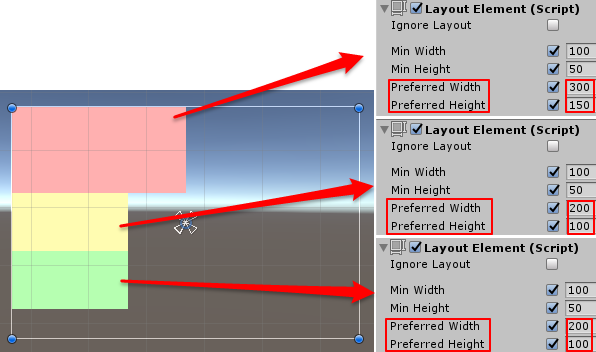 Layout Element (Script)
Ignore Layout
Min Width 100
Min Height 50
Preferred Width 300
Preferred Height 150
Layout Element (Script)
Ignore Layout
Min Width 100
Min Height 50
Preferred Width 200
Preferred Height 100
Layout Element (Script)
Ignore Layout
Min Width 100
Min Height 50
Preferred Width 200
Preferred Height 100